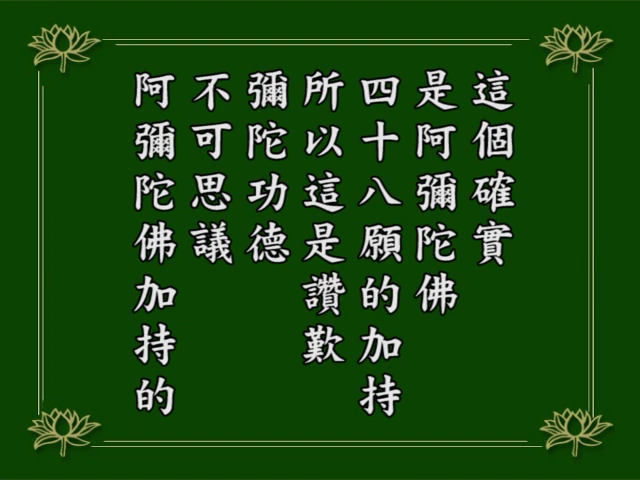 這個確實
是阿彌陀佛
四十八願的加持
所以這是讚歎
彌陀功德
不可思議
阿彌陀佛加持的